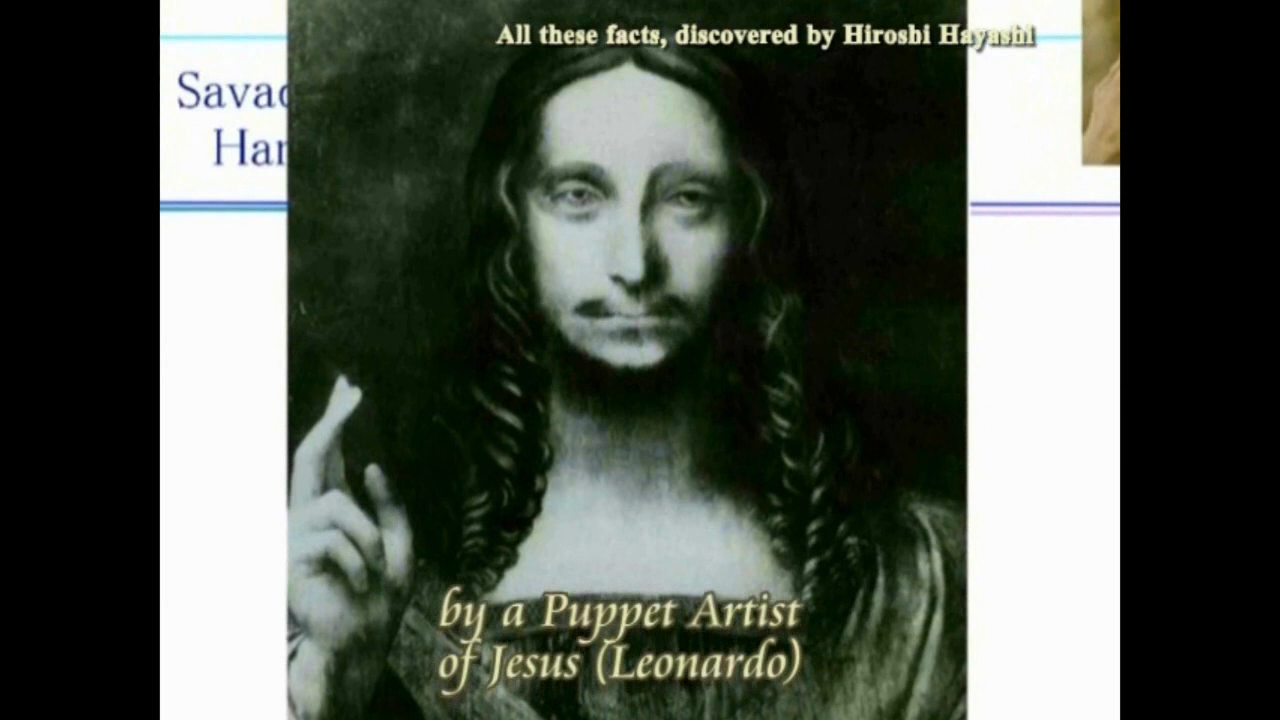 All these facts, discovered by Hiroshi Hayashi
by a Puppet Artist
of Jesus (Leonardo)